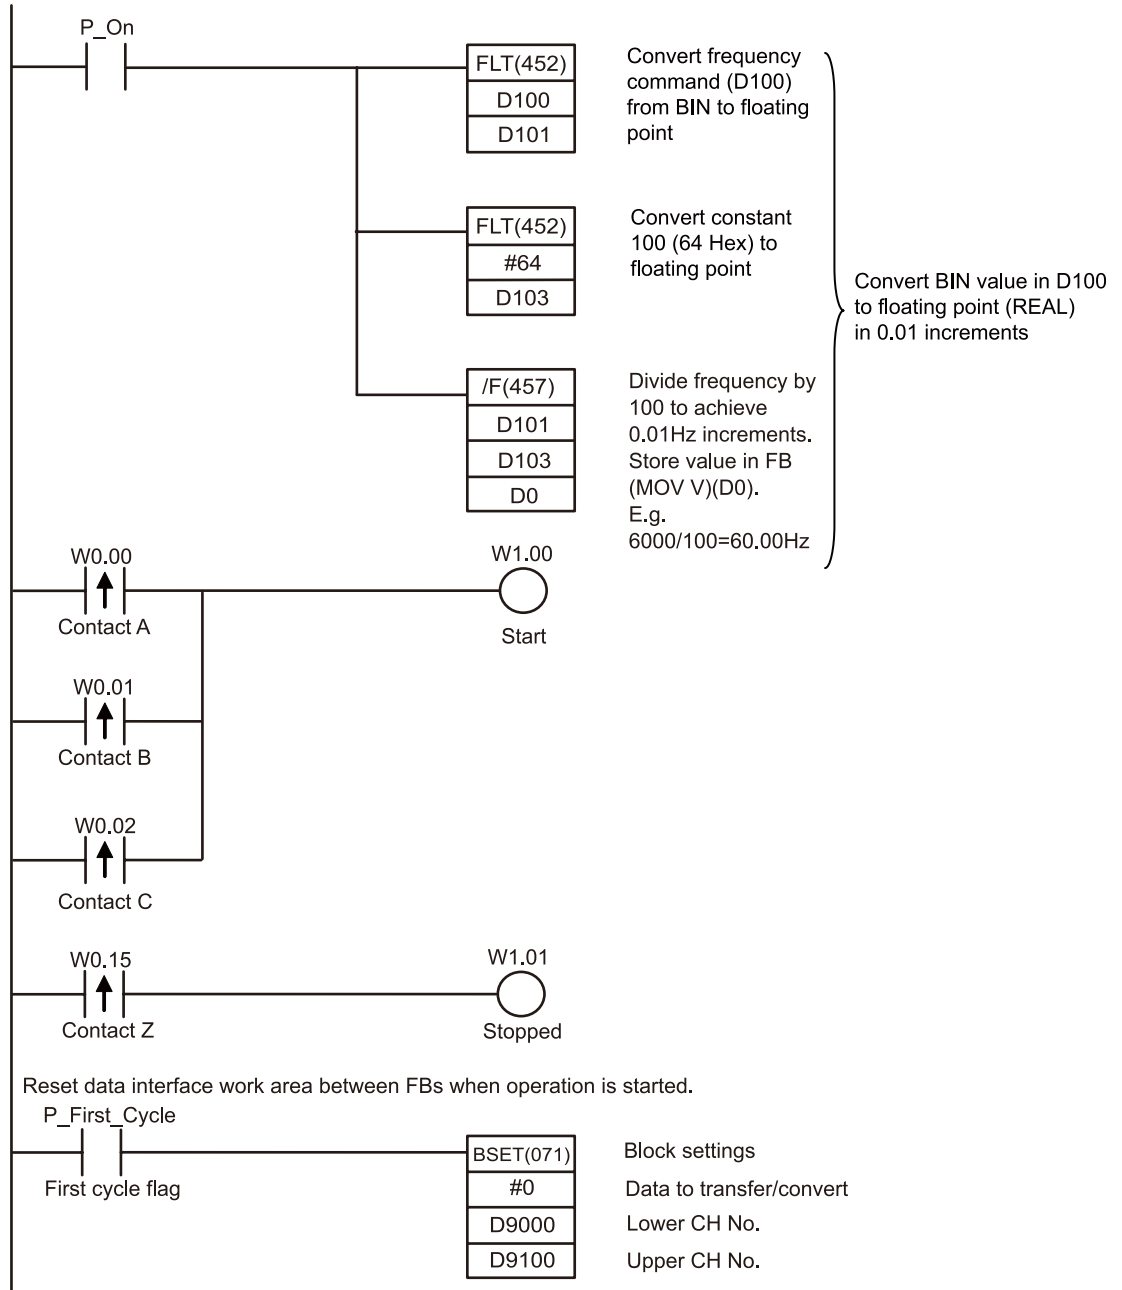 P_On
FLT(452)
D100
D101
Convert frequency
command (D100)
from BIN to floating
point
FLT(452)
#64
D103
Convert constant
100 (64 Hex) to
floating point
Convert BIN value in D100
to floating point (REAL)
in 0.01 increments
/F(457)
D101
D103
D0
Divide frequency by
100 to achieve
0.01Hz increments.
Store value in FB
(MOV V)(D0).
E.g.
6000/100=60.00Hz
W0.00
Contact A
W1.00
Start
W0.01
Contact B
W0.02
Contact C
W0.15
Contact Z
W1.01
Stopped
Reset data interface work area between FBs when operation is started.
P_First_Cycle
First cycle flag
BSET(071)
Block settings
#0
Data to transfer/convert
D9000
Lower CH No.
D9100
Upper CH No.